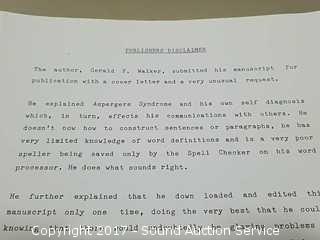 PUBLISHERS DISCLAIMER
The author, Gerald F. Walker, submitted his manuscript for
publication with a cover letter and a very unusual request.
He explained Aspergers Syndrome and his own self diagnosis
which, in turn, effects his communications with others. He
doesn't now how to construct sentences or paragraphs, he has
very limited knowledge of word definitions and is a very poor
speller being saved only by the Spell Checker on his word
processor. He does what sounds right.
He further explained that he down loaded and edited this
manuscript only one time, doing the very best that he could
knowing that there could problems
Copyright 2017 - Sound Auction Service